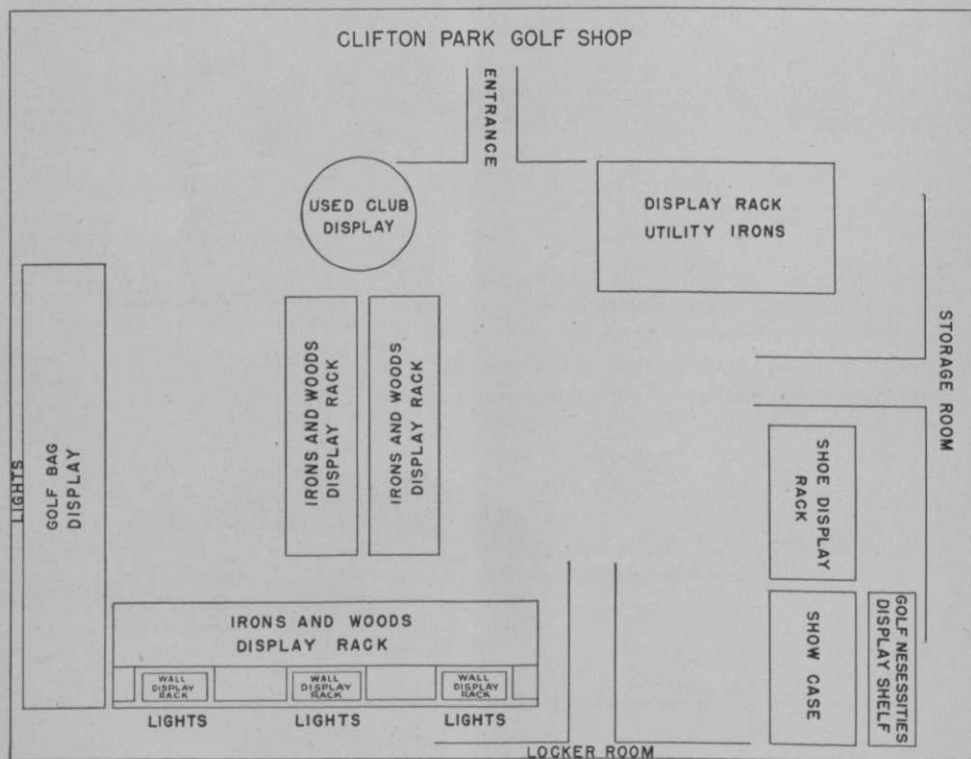 CLIFTON PARK GOLF SHOP
ENTRANCE
USED CLUB
DISPLAY
DISPLAY RACK
UTILITY IRONS
STORAGE ROOM
IRONS AND WOODS
DISPLAY RACK
IRONS AND WOODS
DISPLAY RACK
LIGHTS
GOLF BAG
DISPLAY
SHOE DISPLAY
RACK
IRONS AND WOODS
DISPLAY RACK
WALL
DISPLAY
RACK
WALL
DISPLAY
RACK
WALL
DISPLAY
RACK
LIGHTS
LIGHTS
LIGHTS
SHOW CASE
GOLF NESESSITIES
DISPLAY SHELF
LOCKER ROOM